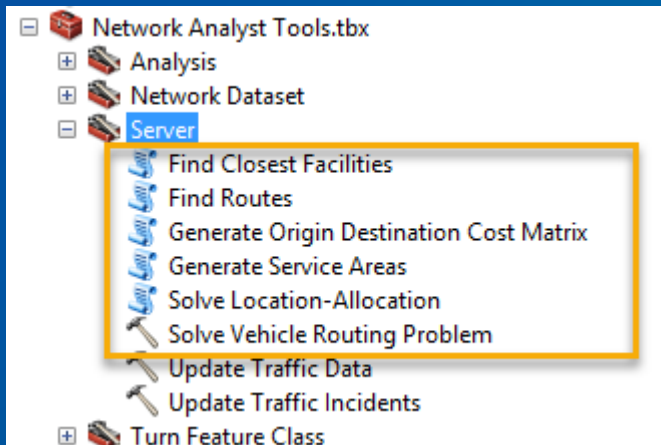 Network Analyst Tools.tbx
Analysis
Network Dataset
Server
Find Closest Facilities
Find Routes
Generate Origin Destination Cost Matrix
Generate Service Areas
Solve Location-Allocation
Solve Vehicle Routing Problem
Update Traffic Data
Update Traffic Incidents
Turn Feature Class